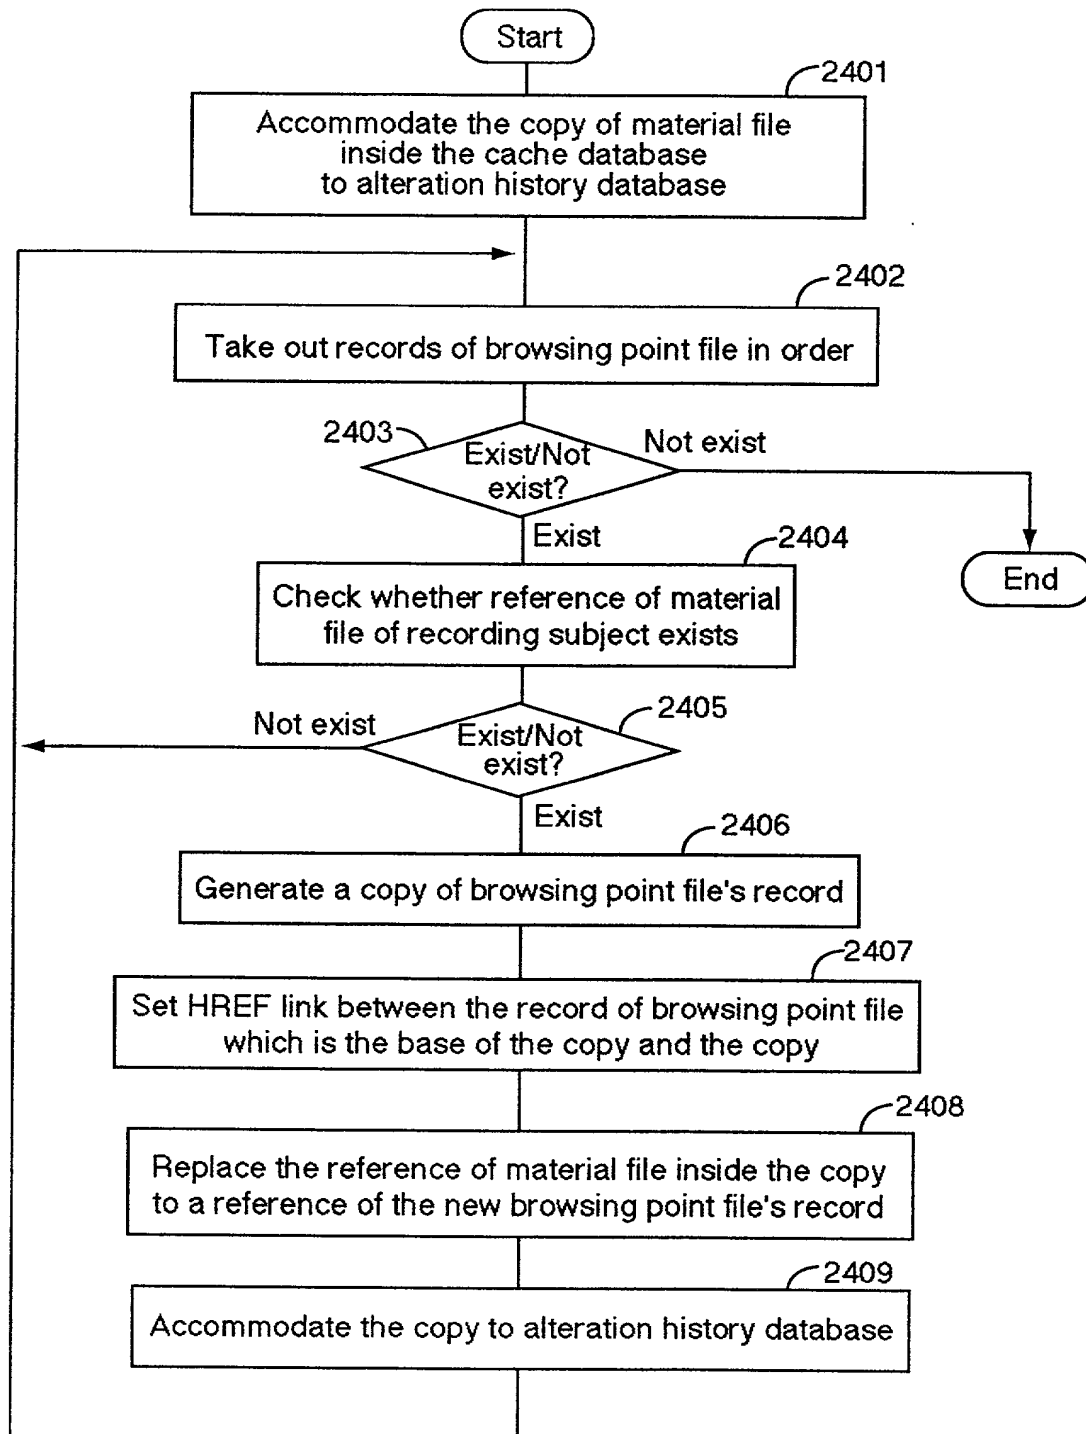 Start
2401
Accommodate the copy of material file
inside the cache database
to alteration history database
2402
Take out records of browsing point file in order
2403
Exist/Not
exist?
Not exist
Exist
2404
End
Check whether reference of material
file of recording subject exists
2405
Not exist
Exist/Not
exist?
Exist
2406
Generate a copy of browsing point file's record
2407
Set HREF link between the record of browsing point file
which is the base of the copy and the copy
2408
Replace the reference of material file inside the copy
to a reference of the new browsing point file's record
2409
Accommodate the copy to alteration history database